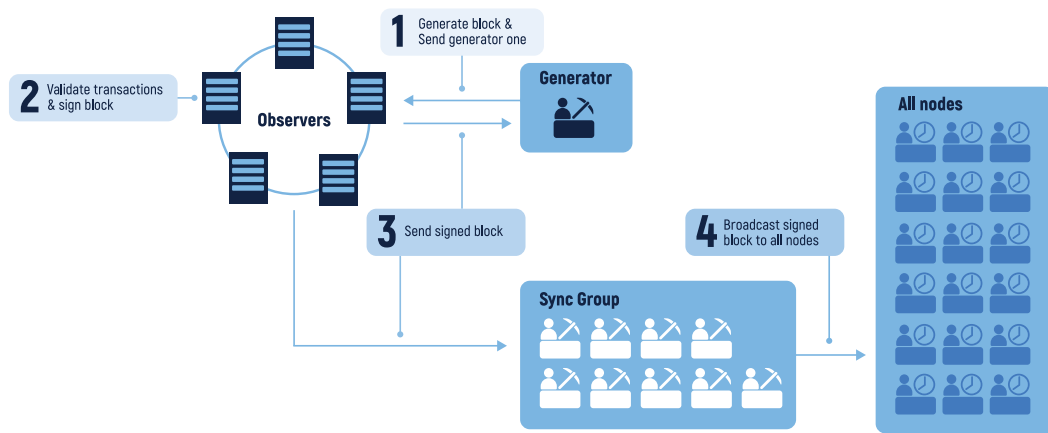 1 Generate block &
Send generator one
2 Validate transactions
& sign block
Observers
Generator
All nodes
3 Send signed block
4 Broadcast signed
block to all nodes
Sync Group